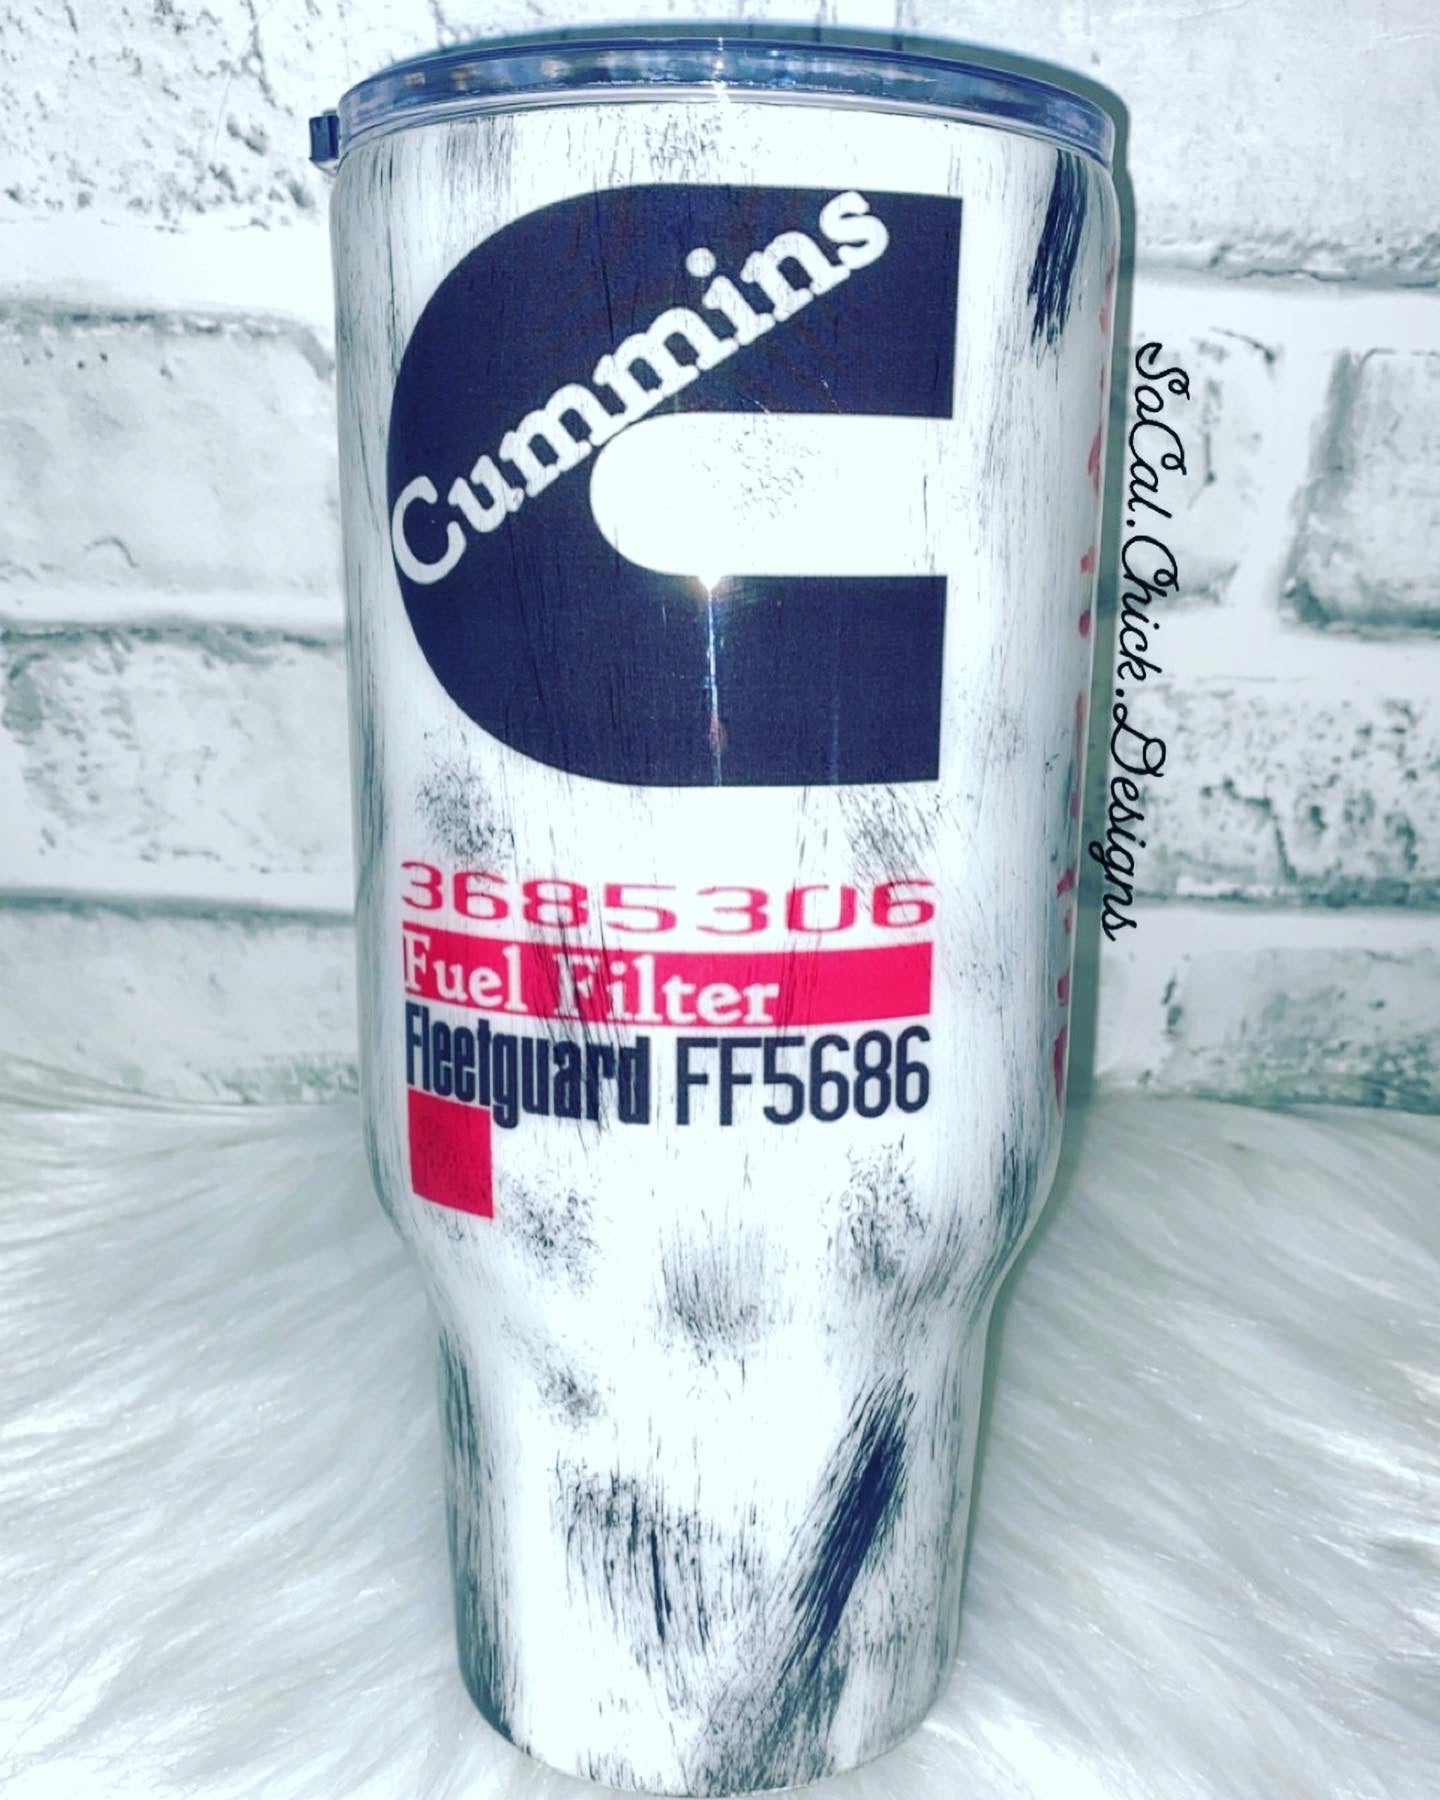 Cummins
3685306
Fuel Filter
Fleetguard FF5686
SoCal.Chick.Designs